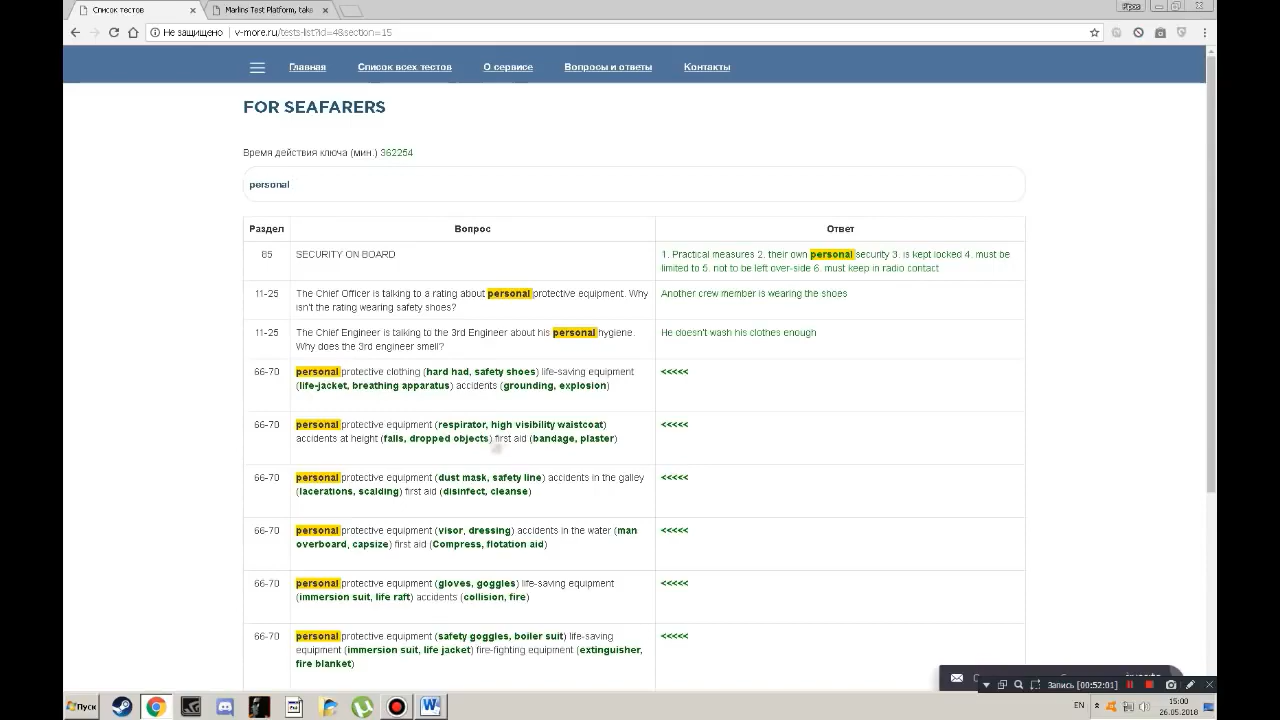 Список тестов
Marlins Test Platform, take
Не защищено
v-more.ru/tests-list?id=4&section=15
Главная
Список всех тестов
О сервисе
Вопросы и ответы
Контакты
FOR SEAFARERS
Время действия ключа (мин.) 362254
personal
Раздел
Вопрос
Ответ
65
SECURITY ON BOARD
1. Practical measures 2. their own personal security 3. is kept locked 4. must be
limited to 5. not to be left over-side 6. must keep in radio contact
11-25
The Chief Officer is talking to a rating about personal protective equipment. Why
isn't the rating wearing safety shoes?
Another crew member is wearing the shoes
11-25
The Chief Engineer is talking to the 3rd Engineer about his personal hygiene.
Why does the 3rd engineer smell?
He doesn't wash his clothes enough
66-70
personal protective clothing (hard had, safety shoes) life-saving equipment
(life-jacket, breathing apparatus) accidents (grounding, explosion)
<<<<<
66-70
personal protective equipment (respirator, high visibility waistcoat)
accidents at height (falls, dropped objects) first aid (bandage, plaster)
<<<<<
66-70
personal protective equipment (dust mask, safety line) accidents in the galley
(lacerations, scalding) first aid (disinfect, cleanse)
<<<<<
66-70
personal protective equipment (visor, dressing) accidents in the water (man
overboard, capsize) first aid (Compress, flotation aid)
<<<<<
66-70
personal protective equipment (gloves, goggles) life-saving equipment
(immersion suit, life raft) accidents (collision, fire)
<<<<<
66-70
personal protective equipment (safety goggles, boiler suit) life-saving
equipment (immersion suit, life jacket) fire-fighting equipment (extinguisher,
fire blanket)
<<<<<
Запись [00:52:01]
Пуск
EN
15:00
26.05.2018